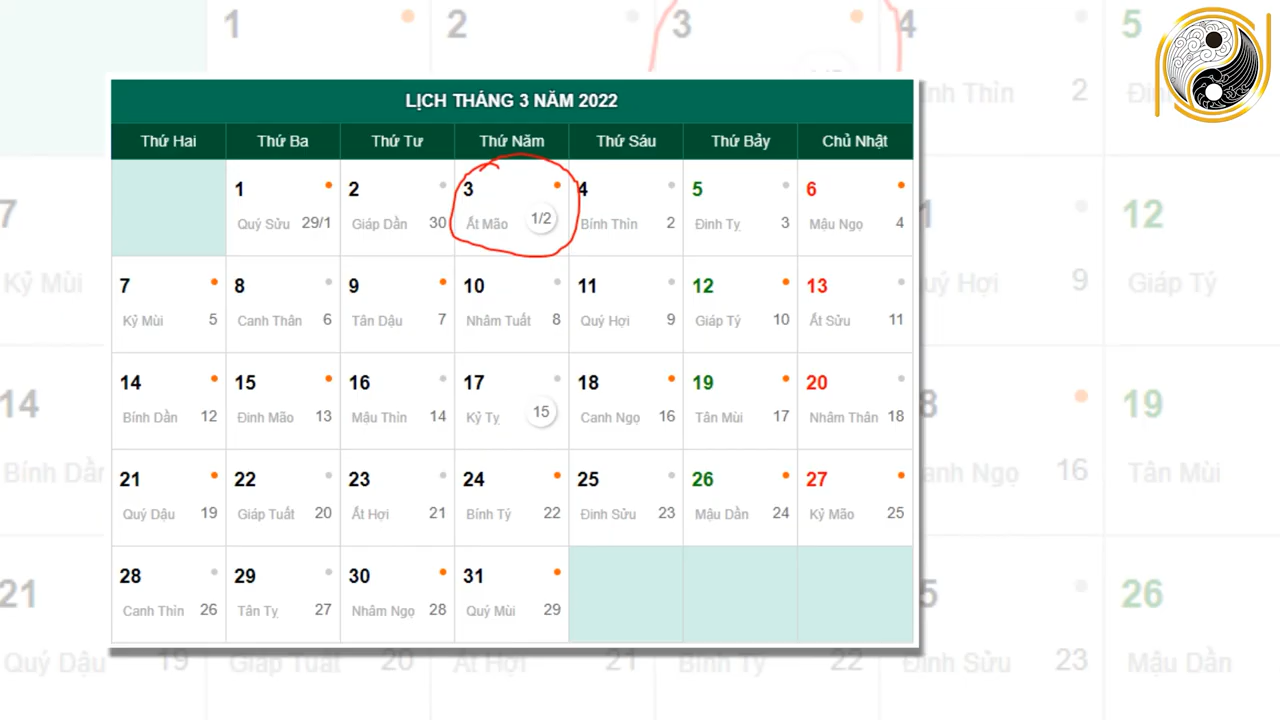 LỊCH THÁNG 3 NĂM 2022
Thứ Hai Thứ Ba Thứ Tư Thứ Năm Thứ Sáu Thứ Bảy Chủ Nhật
1 2 3 4 5 6
Quý Sửu 29/1 Giáp Dần 30 Ất Mão 1/2 Bính Thìn 2 Đinh Tỵ 3 Mậu Ngọ 4
7 8 9 10 11 12 13
Kỷ Mùi 5 Canh Thân 6 Tân Dậu 7 Nhâm Tuất 8 Quý Hợi 9 Giáp Tý 10 Ất Sửu 11
14 15 16 17 18 19 20
Bính Dần 12 Đinh Mão 13 Mậu Thìn 14 Kỷ Tỵ 15 Canh Ngọ 16 Tân Mùi 17 Nhâm Thân 18
21 22 23 24 25 26 27
Quý Dậu 19 Giáp Tuất 20 Ất Hợi 21 Bính Tý 22 Đinh Sửu 23 Mậu Dần 24 Kỷ Mão 25
28 29 30 31
Canh Thìn 26 Tân Tỵ 27 Nhâm Ngọ 28 Quý Mùi 29